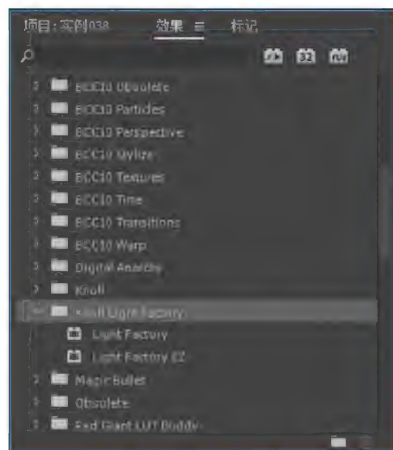 项目:实例038 效果 ≡ 标记
32 YUV
BCC10 Obsolete
BCC10 Particles
BCC10 Perspective
BCC10 Stylize
BCC10 Textures
BCC10 Time
BCC10 Transitions
BCC10 Warp
Digital Anarchy
Knoll
Knoll Light Factory
Light Factory
Light Factory EZ
Magic Bullet
Obsolete
Red Giant LUT Buddy